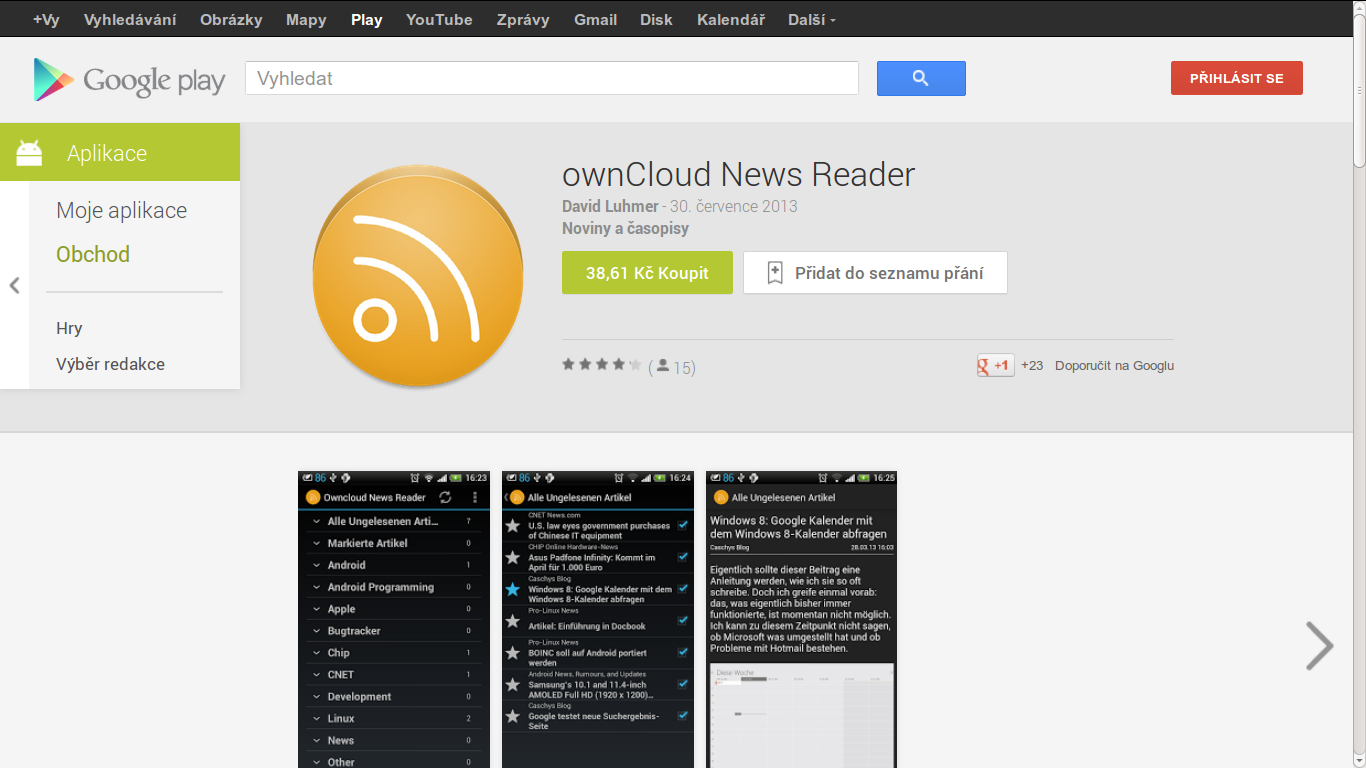 +Vy Vyhledávání Obrázky Mapy Play YouTube Zprávy Gmail Disk Kalendář Další
Google play
Vyhledat
PŘIHLÁSIT SE
Aplikace
Moje aplikace
Obchod
Hry
Výběr redakce
ownCloud News Reader
David Luhmer - 30. července 2013
Noviny a časopisy
38,61 Kč Koupit
Přidat do seznamu přání
(15)
g +1 +23 Doporučit na Googlu
86 16:23
Owncloud News Reader
Alle Ungelesenen Arti... 7
Markierte Artikel 0
Android 1
Android Programming 0
Apple 0
Bugtracker 0
Chip 1
CNET 1
Development 0
Linux 2
News 0
Other 0
86 16:24
Alle Ungelesenen Artikel
CNET News.com
U.S. law eyes government purchases
of Chinese IT equipment
CHIP Online Hardware-News
Asus Padfone Infinity: Kommt im
April für 1.000 Euro
Caschys Blog
Windows 8: Google Kalender mit dem
Windows 8-Kalender abfragen
Pro-Linux News
Artikel: Einführung in Docbook
Pro-Linux News
BOINC soll auf Android portiert
werden
Android News, Rumours, and Updates
Samsung's 10.1 and 11.4-inch
AMOLED Full HD (1920 x 1200)...
Caschys Blog
Google testet neue Suchergebnis-
Seite
86 16:25
Alle Ungelesenen Artikel
Windows 8: Google Kalender mit
dem Windows 8-Kalender abfragen
Caschys Blog 28.03.13 16:03
Eigentlich sollte dieser Beitrag eine
Anleitung werden, wie ich sie so oft
schreibe. Doch ich greife einmal vorab:
das, was eigentlich bisher immer
funktionierte, ist momentan nicht möglich.
Ich kann zu diesem Zeitpunkt nicht sagen,
ob Microsoft was umgestellt hat und ob
Probleme mit Hotmail bestehen.
Diese Woche